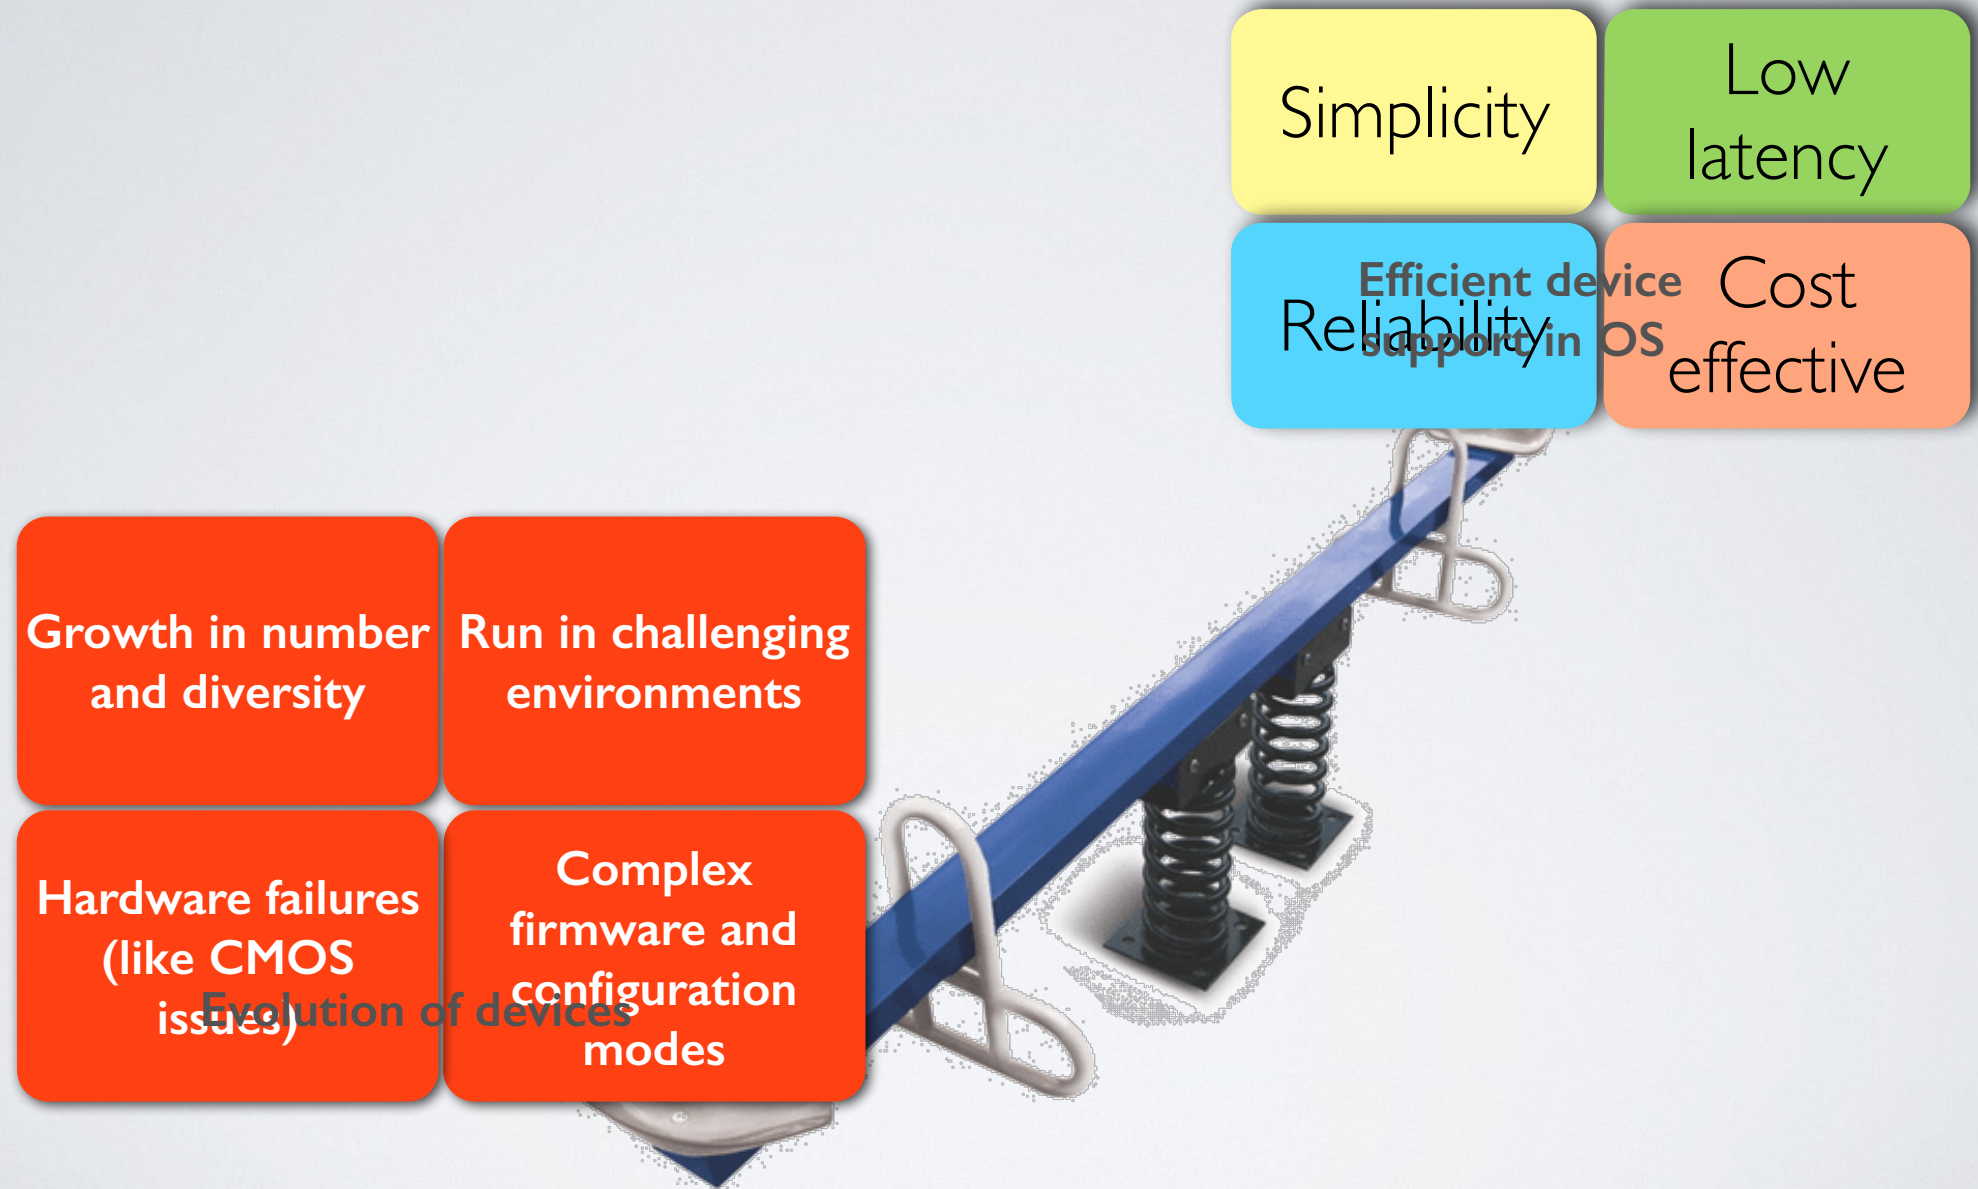 Simplicity
Low
latency
Reliability
Cost
effective
Efficient device
support in OS
Growth in number
and diversity
Run in challenging
environments
Hardware failures
(like CMOS
issues)
Complex
firmware and
configuration
modes
Evolution of devices